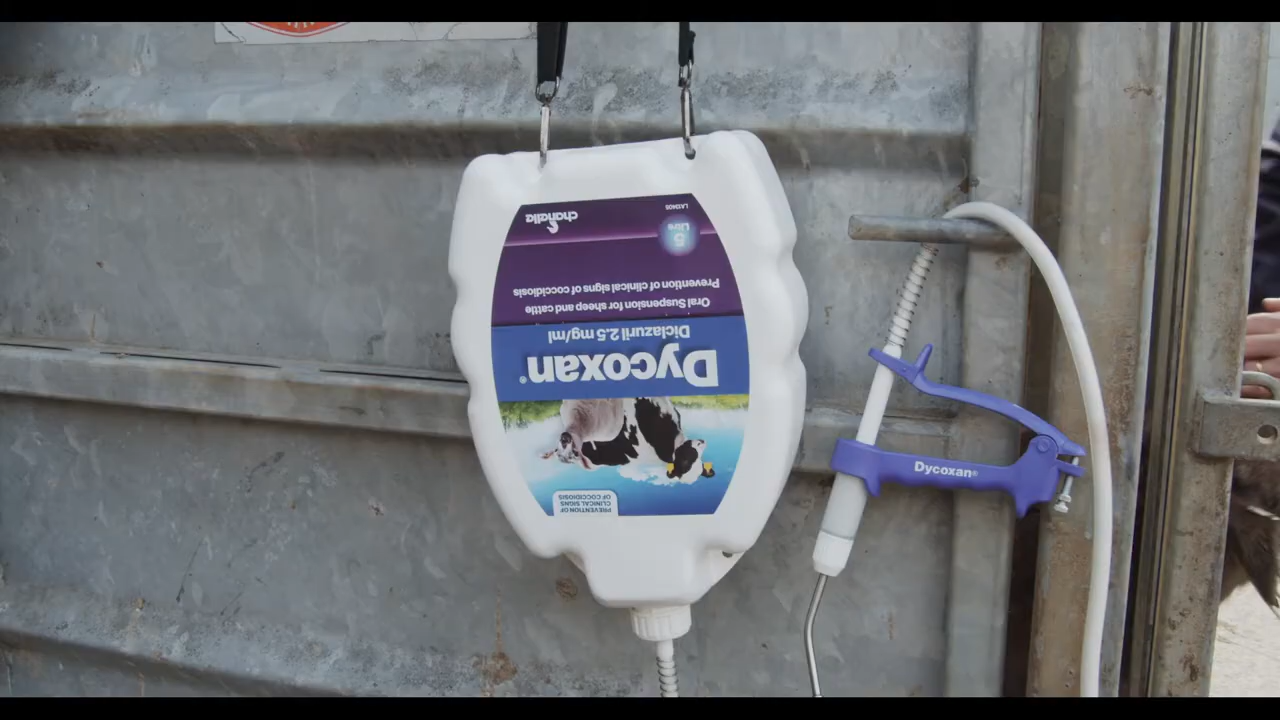 chanelle
LA12405
5
Litre
Prevention of clinical signs of coccidiosis
Oral Suspension for sheep and cattle
Diclazuril 2.5 mg/ml
Dycoxan®
PREVENTION OF
CLINICAL SIGNS
OF COCCIDIOSIS
Dycoxan®